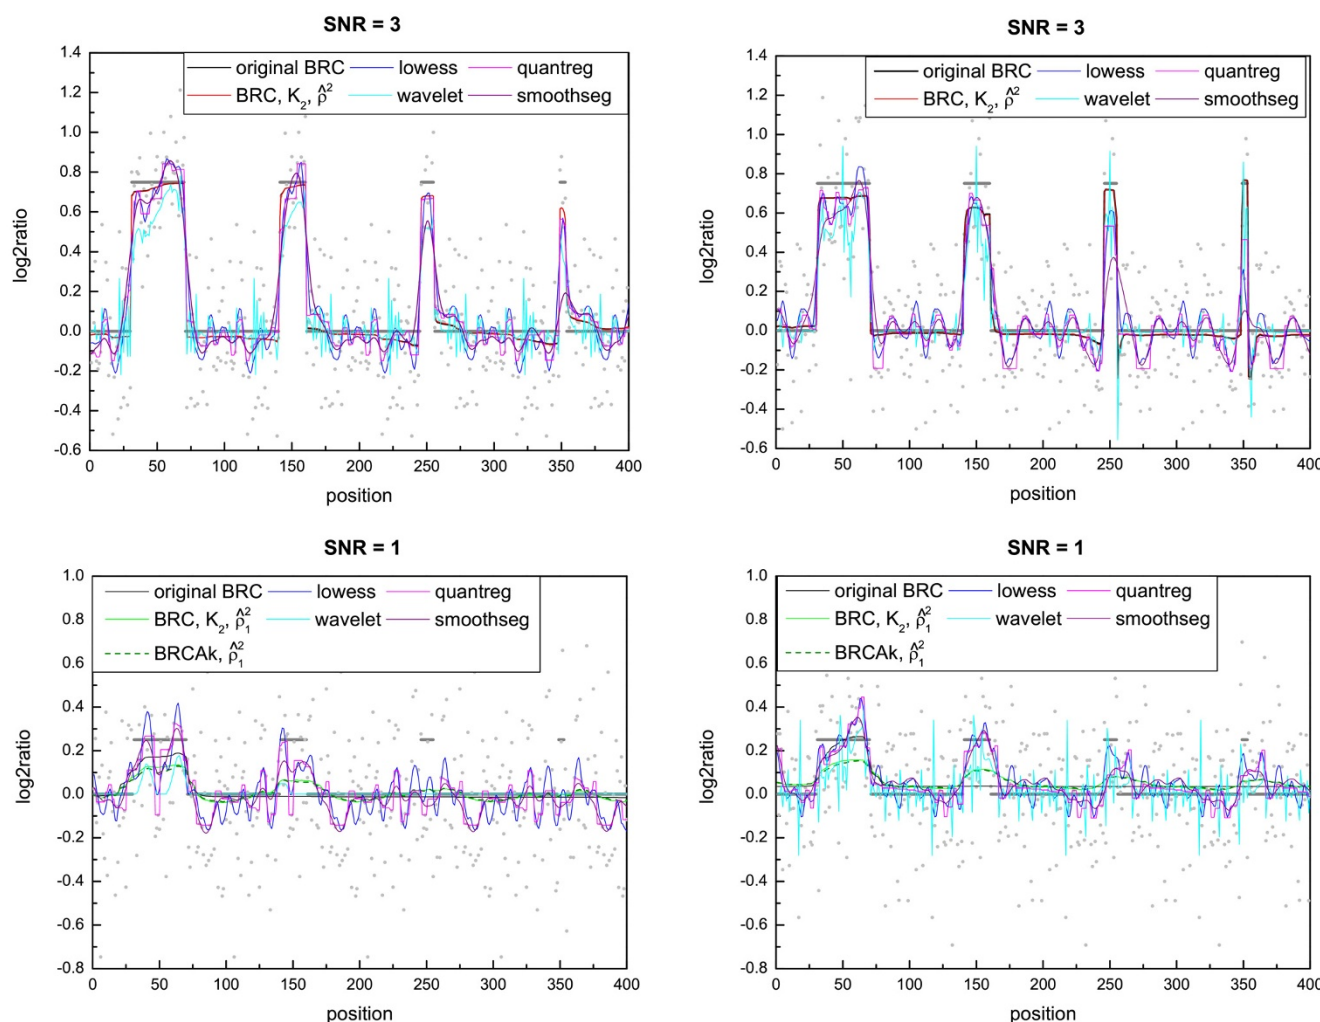 SNR = 3
1.4
1.2
1.0
0.8
0.6
0.4
0.2
0.0
-0.2
-0.4
-0.6
log2ratio
original BRC lowess quantreg
BRC, K₂, ρ̂² wavelet smoothseg
0 50 100 150 200 250 300 350 400
position
SNR = 3
1.4
1.2
1.0
0.8
0.6
0.4
0.2
0.0
-0.2
-0.4
-0.6
log2ratio
original BRC lowess quantreg
BRC, K₂, ρ̂² wavelet smoothseg
0 50 100 150 200 250 300 350 400
position
SNR = 1
1.0
0.8
0.6
0.4
0.2
0.0
-0.2
-0.4
-0.6
-0.8
log2ratio
original BRC lowess quantreg
BRC, K₂, ρ̂₁² wavelet smoothseg
BRCAk, ρ̂₁²
0 50 100 150 200 250 300 350 400
position
SNR = 1
1.0
0.8
0.6
0.4
0.2
0.0
-0.2
-0.4
-0.6
-0.8
log2ratio
original BRC lowess quantreg
BRC, K₂, ρ̂₁² wavelet smoothseg
BRCAk, ρ̂₁²
0 50 100 150 200 250 300 350 400
position